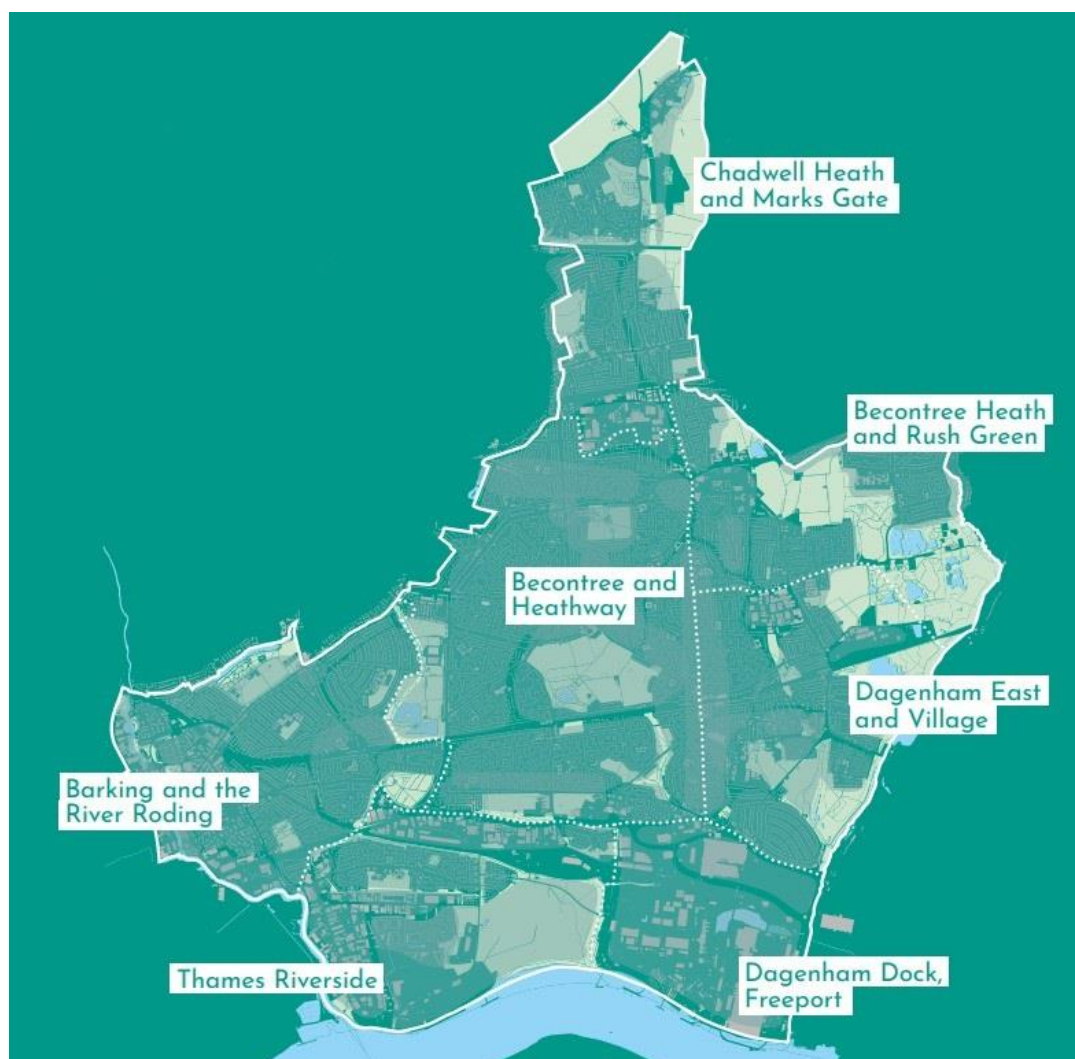 Chadwell Heath
and Marks Gate
Becontree Heath
and Rush Green
Becontree and
Heathway
Dagenham East
and Village
Barking and the
River Roding
Thames Riverside
Dagenham Dock,
Freeport